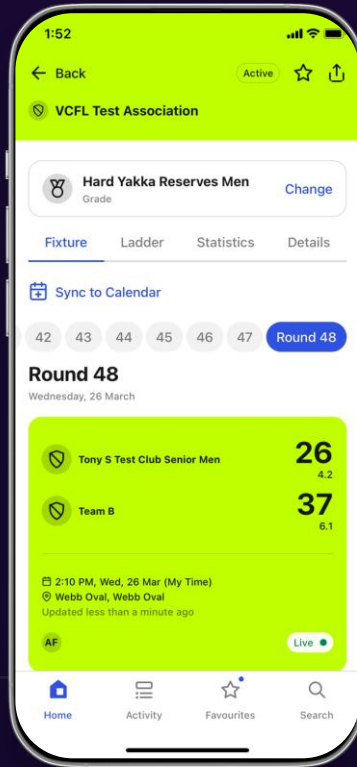 1:52
Back
Active
VCFL Test Association
Hard Yakka Reserves Men
Grade
Change
Fixture Ladder Statistics Details
Sync to Calendar
42 43 44 45 46 47 Round 48
Round 48
Wednesday, 26 March
Tony S Test Club Senior Men 26
4.2
Team B 37
6.1
2:10 PM, Wed, 26 Mar (My Time)
Webb Oval, Webb Oval
Updated less than a minute ago
AF
Live
Home Activity Favourites Search